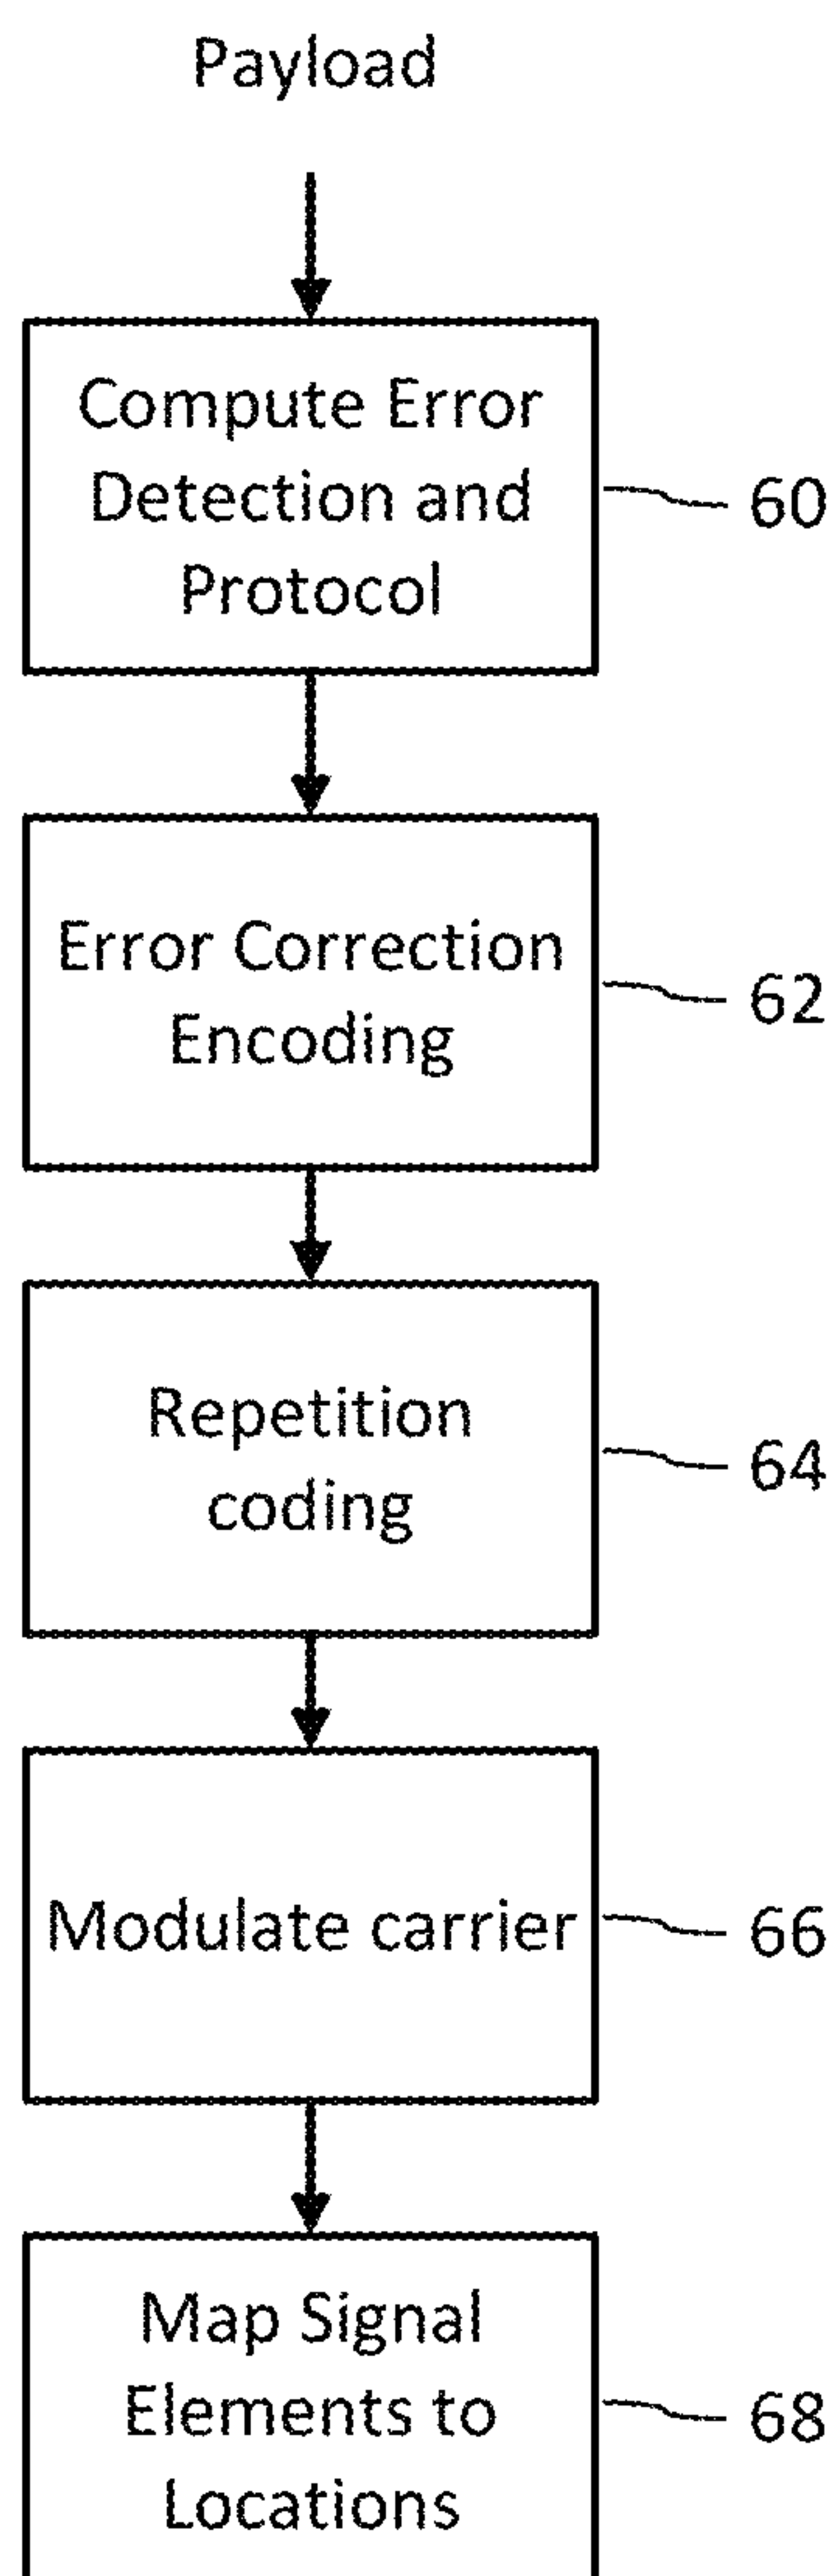 Payload
Compute Error
Detection and
Protocol
60
Error Correction
Encoding
62
Repetition
coding
64
Modulate carrier
66
Map Signal
Elements to
Locations
68